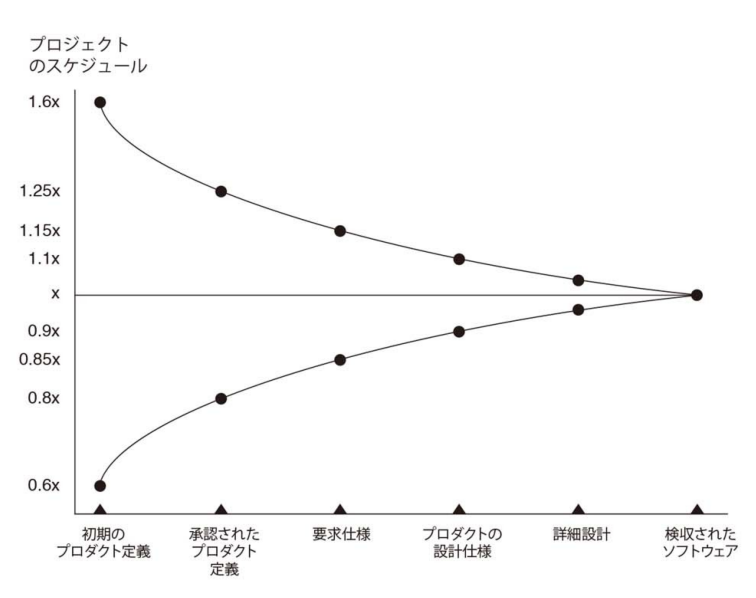 プロジェクト
のスケジュール
1.6x
1.25x
1.15x
1.1x
x
0.9x
0.85x
0.8x
0.6x
初期の
プロダクト定義
承認された
プロダクト
定義
要求仕様
プロダクトの
設計仕様
詳細設計
検収された
ソフトウェア